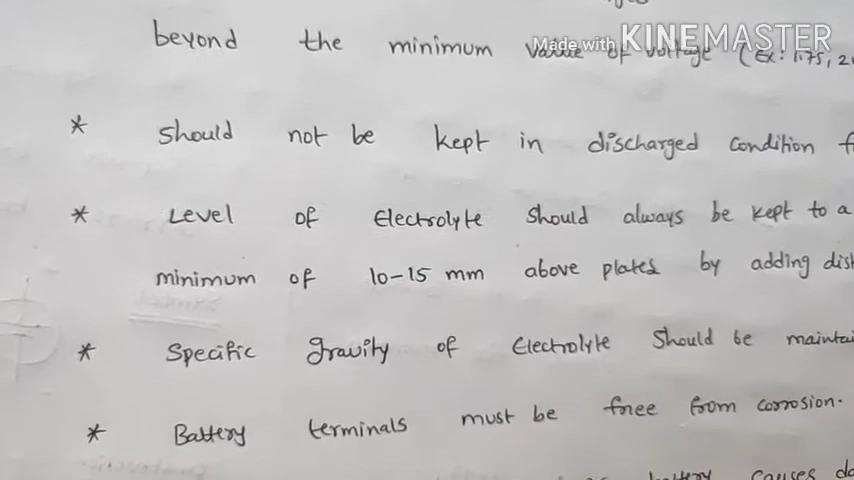 Made with KINEMASTER
beyond the minimum value of voltage (Ex: 1.75,
* should not be kept in discharged condition
* Level of Electrolyte should always be kept to a
minimum of 10-15 mm above plates by adding
* Specific gravity of Electrolyte should be
* Battery terminals must be free from corrosion.
battery causes